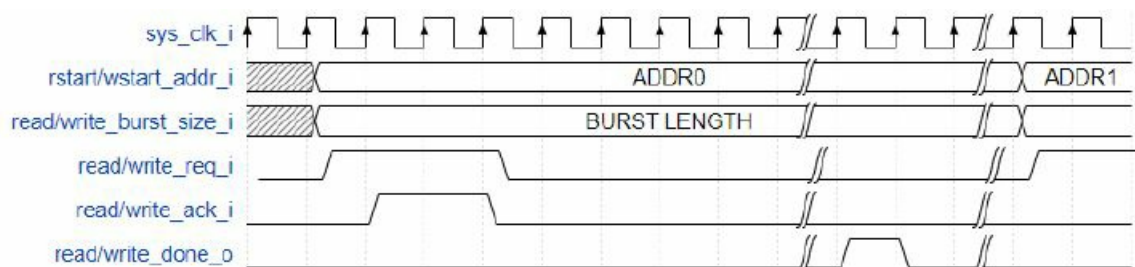 sys_clk_i
rstart/wstart_addr_i ADDR0 ADDR1
read/write_burst_size_i BURST LENGTH
read/write_req_i
read/write_ack_i
read/write_done_o